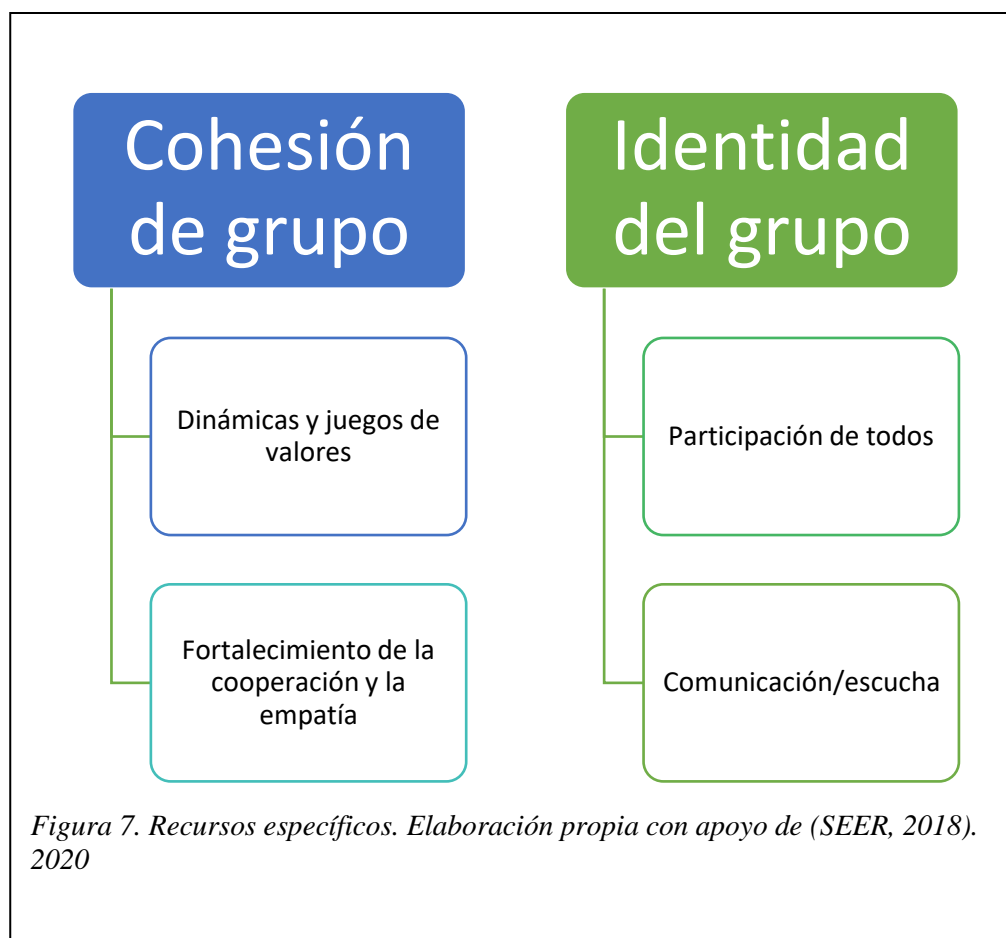 Cohesión
de grupo
Dinámicas y juegos de
valores
Fortalecimiento de la
cooperación y la
empatía
Identidad
del grupo
Participación de todos
Comunicación/escucha
Figura 7. Recursos específicos. Elaboración propia con apoyo de (SEER, 2018).
2020